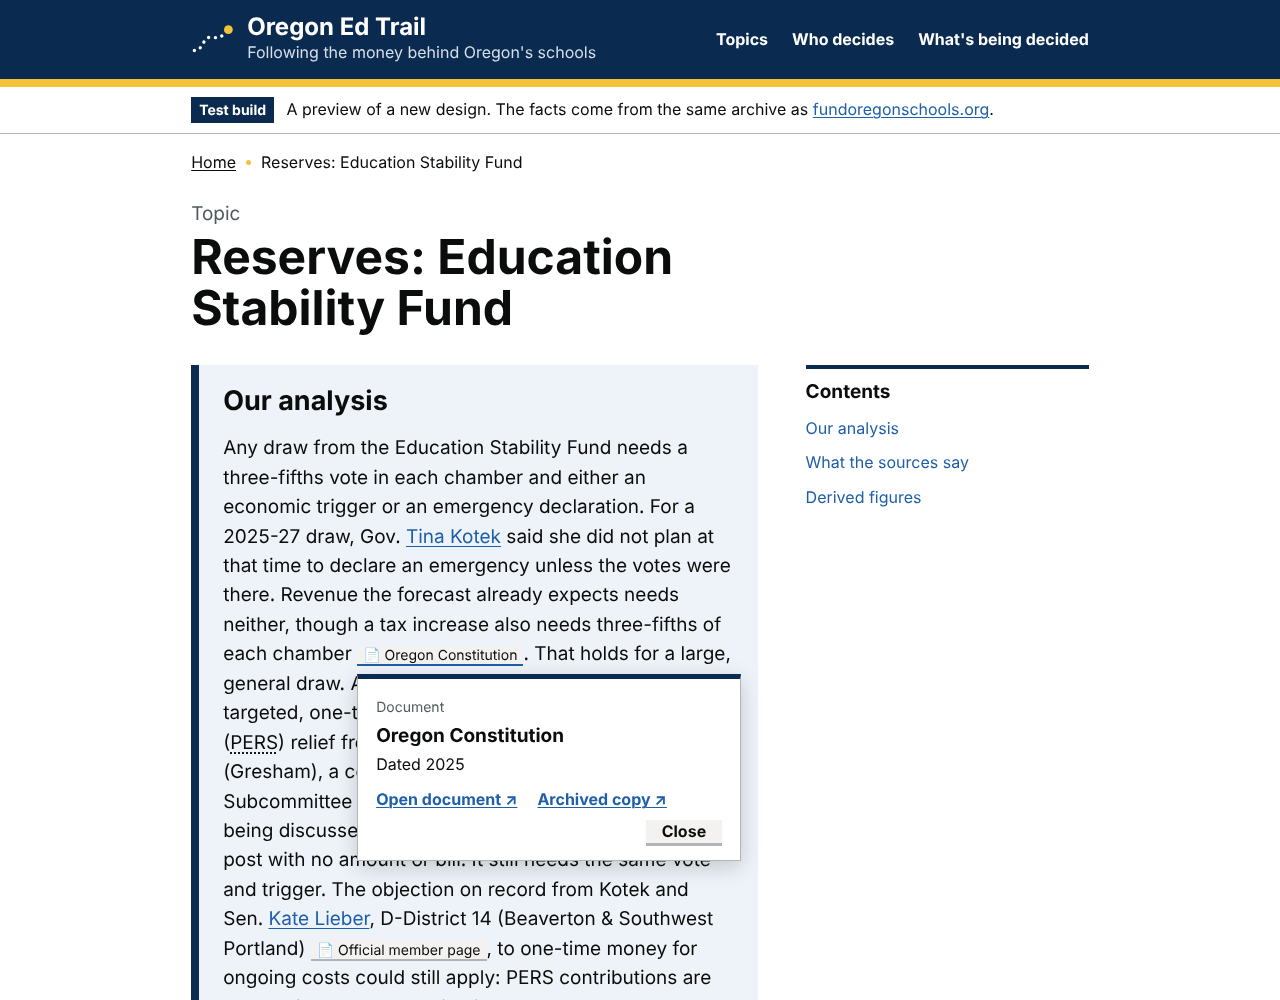 Oregon Ed Trail
Following the money behind Oregon's schools
Topics
Who decides
What's being decided
Test build
A preview of a new design. The facts come from the same archive as fundoregonschools.org.
Home • Reserves: Education Stability Fund
Topic
Reserves: Education
Stability Fund
Our analysis
Any draw from the Education Stability Fund needs a
three-fifths vote in each chamber and either an
economic trigger or an emergency declaration. For a
2025-27 draw, Gov. Tina Kotek said she did not plan at
that time to declare an emergency unless the votes were
there. Revenue the forecast already expects needs
neither, though a tax increase also needs three-fifths of
each chamber 📄 Oregon Constitution . That holds for a large,
general draw.
targeted, one-t
(PERS) relief fr
(Gresham), a c
Subcommittee
being discusse
post with no amount or bill. It still needs the same vote
and trigger. The objection on record from Kotek and
Sen. Kate Lieber, D-District 14 (Beaverton & Southwest
Portland) 📄 Official member page , to one-time money for
ongoing costs could still apply: PERS contributions are
Document
Oregon Constitution
Dated 2025
Open document ↗
Archived copy ↗
Close
Contents
Our analysis
What the sources say
Derived figures